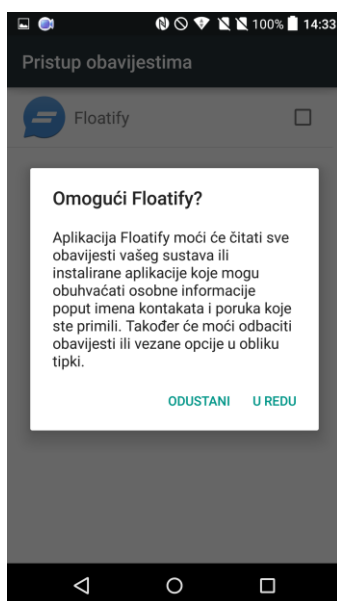 100% 14:33
Pristup obavijestima
Floatify
Omogući Floatify?
Aplikacija Floatify moći će čitati sve
obavijesti vašeg sustava ili
instalirane aplikacije koje mogu
obuhvaćati osobne informacije
poput imena kontakata i poruka koje
ste primili. Također će moći odbaciti
obavijesti ili vezane opcije u obliku
tipki.
ODUSTANI U REDU